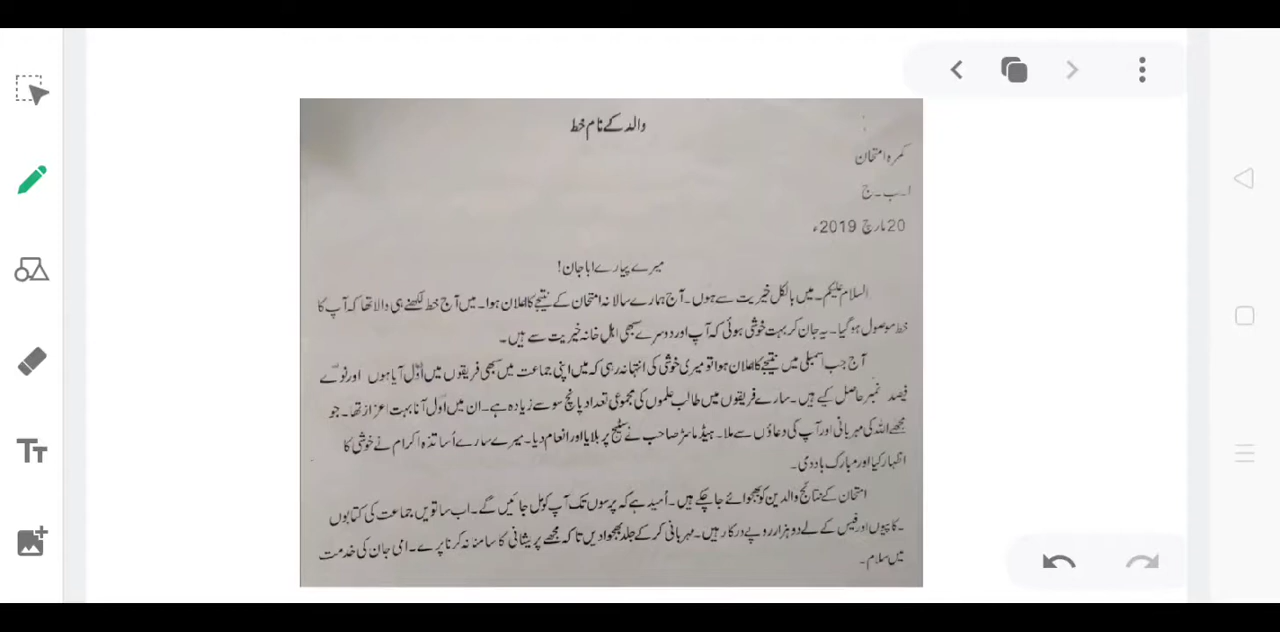 والد کے نام خط
کمرہ امتحان
ا۔ب۔ج
20 مارچ 2019ء
میرے پیارے ابا جان!
السلام علیکم۔ میں بالکل خیریت سے ہوں۔ آج ہمارے سالانہ امتحان کے نتیجے کا اعلان ہوا۔ میں آج خط لکھنے ہی والا تھا کہ آپ کا
خط موصول ہو گیا۔ یہ جان کر بہت خوشی ہوئی کہ آپ اور دوسرے سبھی اہل خانہ خیریت سے ہیں۔
آج جب اسمبلی میں نتیجے کا اعلان ہوا تو میری خوشی کی انتہا نہ رہی کہ میں اپنی جماعت میں سبھی فریقوں میں اوّل آیا ہوں اور نوے
فیصد نمبر حاصل کیے ہیں۔ سارے فریقوں میں طالب علموں کی مجموعی تعداد پانچ سو سے زیادہ ہے۔ ان میں اول آنا بہت اعزاز تھا۔ جو
مجھے اللہ کی مہربانی اور آپ کی دعاؤں سے ملا۔ ہیڈ ماسٹر صاحب نے سٹیج پر بلایا اور انعام دیا۔ میرے سارے اُساتذہ اکرام نے خوشی کا
اظہار کیا اور مبارک باد دی۔
امتحان کے نتائج والدین کو بھجوائے جا چکے ہیں۔ اُمید ہے کہ پرسوں تک آپ کو مل جائیں گے۔ اب ساتویں جماعت کی کتابوں
۔کاپیوں اور فیس کے لے دو ہزار روپے درکار ہیں۔ مہربانی کر کے جلد بھجوا دیں تا کہ مجھے پریشانی کا سامنہ نہ کرنا پرے۔ امی جان کی خدمت
میں سلام۔
Tт